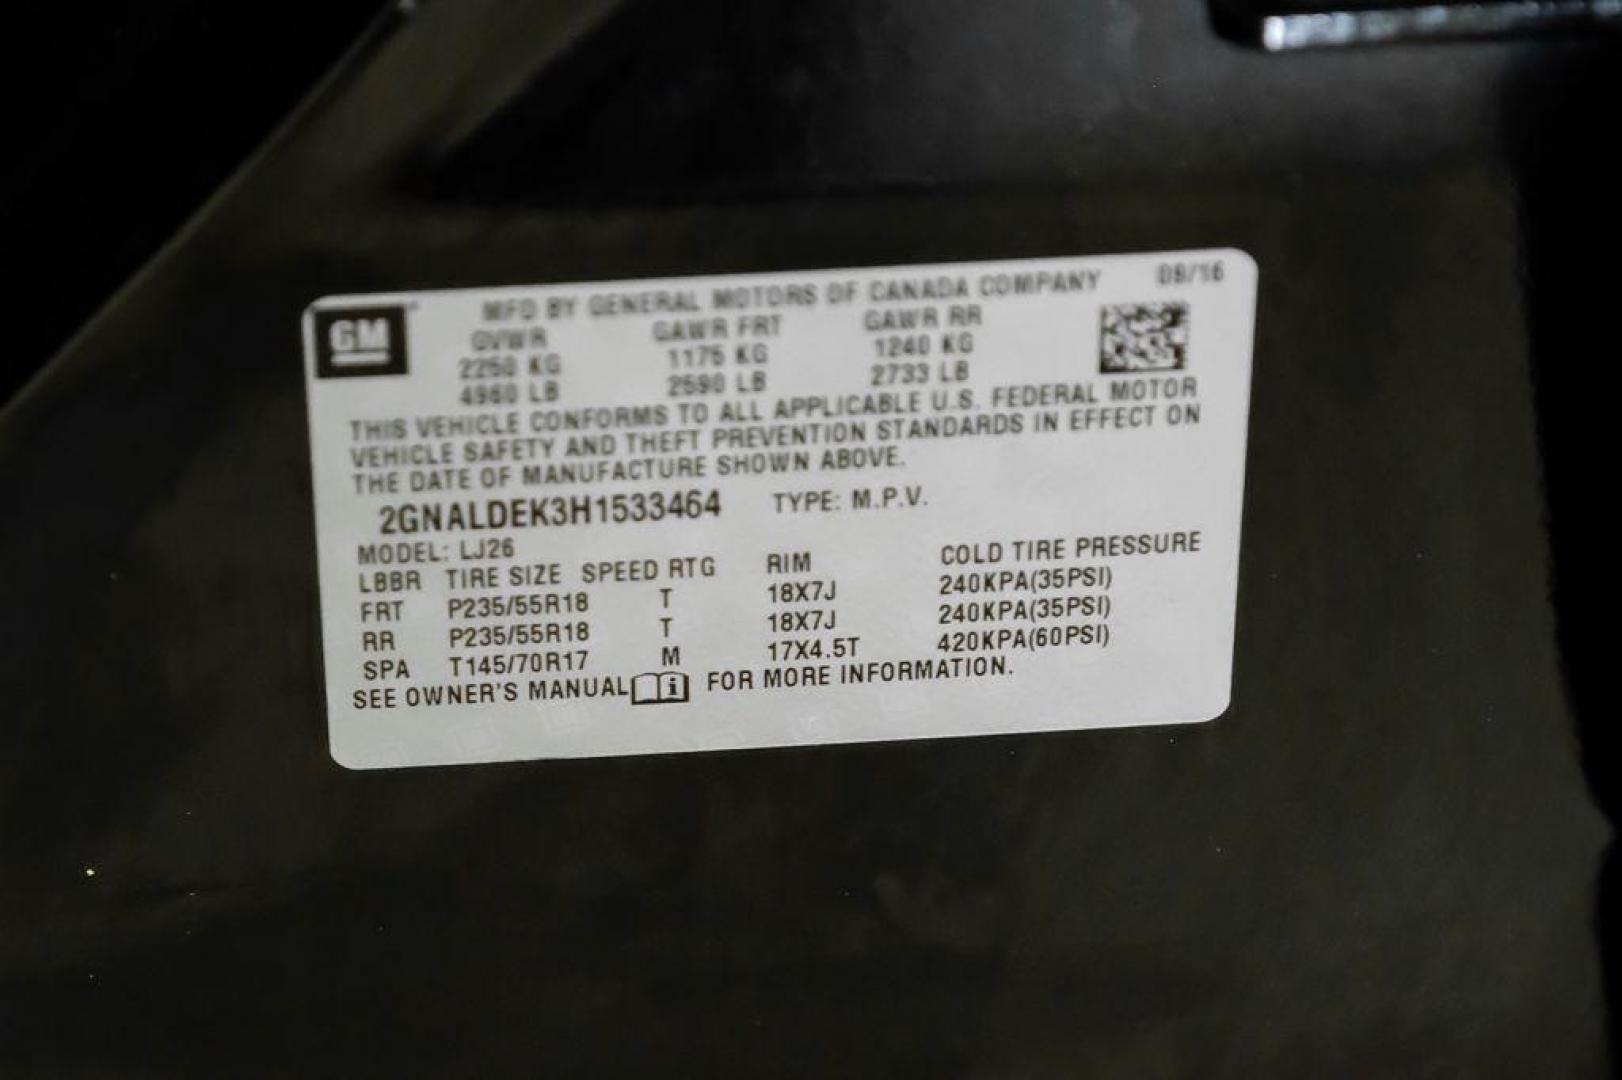 GM
MFD BY GENERAL MOTORS OF CANADA COMPANY
GVWR GAWR FRT GAWR RR
2250 KG 1175 KG 1240 KG
4960 LB 2590 LB 2733 LB
THIS VEHICLE CONFORMS TO ALL APPLICABLE U.S. FEDERAL MOTOR
VEHICLE SAFETY AND THEFT PREVENTION STANDARDS IN EFFECT ON
THE DATE OF MANUFACTURE SHOWN ABOVE.
2GNALDEK3H1533464 TYPE: M.P.V.
MODEL: LJ26
LBBR TIRE SIZE SPEED RTG RIM COLD TIRE PRESSURE
FRT P235/55R18 T 18X7J 240KPA(35PSI)
RR P235/55R18 T 18X7J 240KPA(35PSI)
SPA T145/70R17 M 17X4.5T 420KPA(60PSI)
SEE OWNER'S MANUAL i FOR MORE INFORMATION.